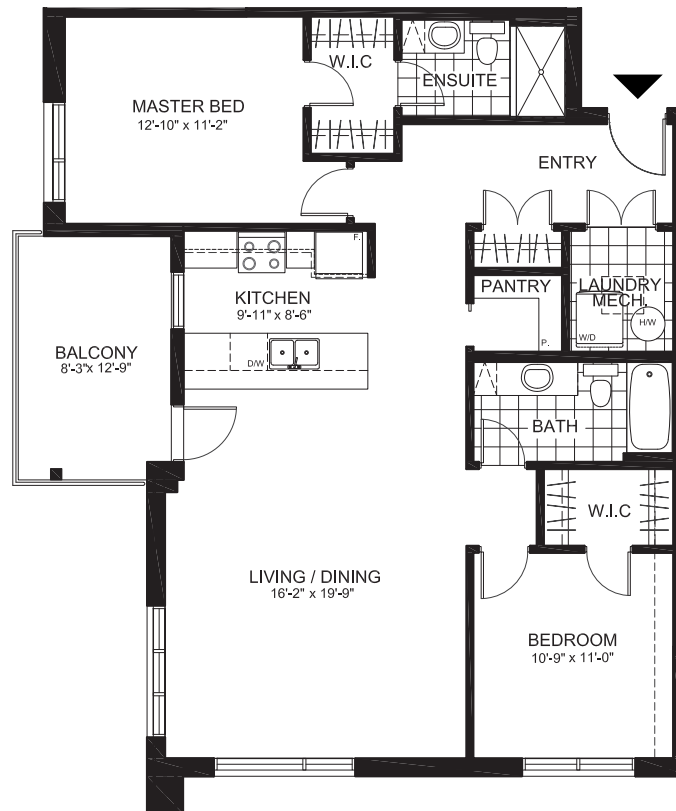 W.I.C
ENSUITE
MASTER BED
12'-10" x 11'-2"
ENTRY
F.
KITCHEN
9'-11" x 8'-6"
PANTRY
LAUNDRY
MECH.
H/W
W/D
P.
BALCONY
8'-3"x 12'-9"
D/W
BATH
W.I.C
LIVING / DINING
16'-2" x 19'-9"
BEDROOM
10'-9" x 11'-0"